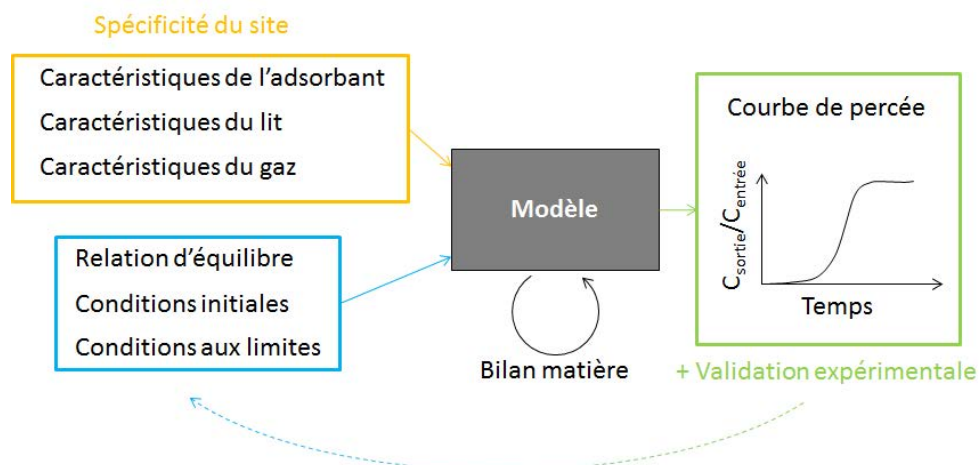 Spécificité du site
Caractéristiques de l’adsorbant
Caractéristiques du lit
Caractéristiques du gaz
Relation d’équilibre
Conditions initiales
Conditions aux limites
Modèle
Bilan matière
Courbe de percée
Csortie/Centrée
Temps
+ Validation expérimentale